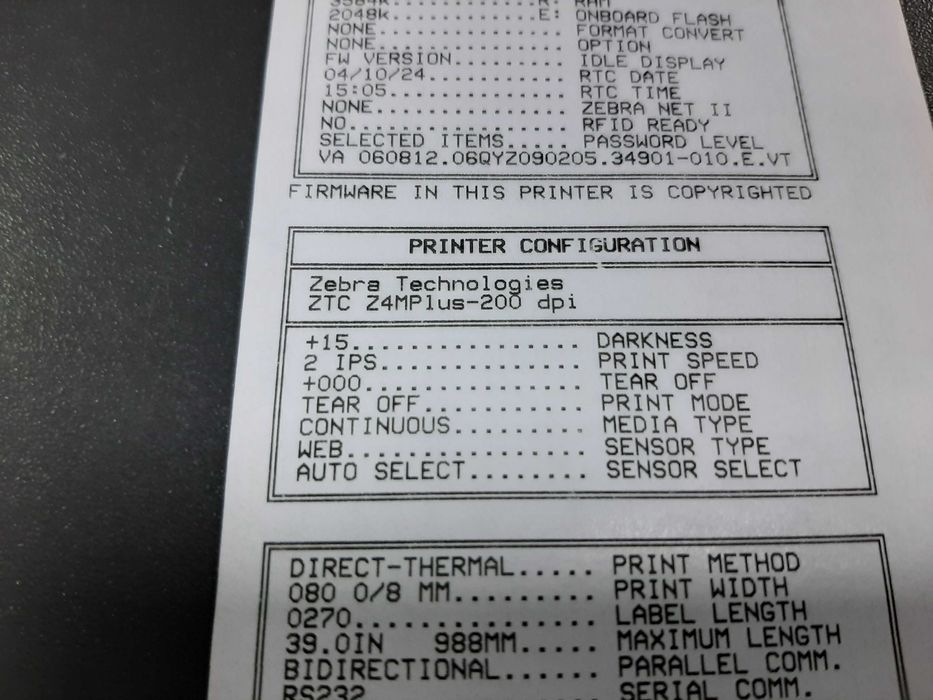 3584k............R: RAM
2048k............E: ONBOARD FLASH
NONE............. FORMAT CONVERT
NONE............. OPTION
FW VERSION....... IDLE DISPLAY
04/10/24......... RTC DATE
15:05............ RTC TIME
NONE............. ZEBRA NET II
NO............... RFID READY
SELECTED ITEMS... PASSWORD LEVEL
VA 060812.06QYZ090205.34901-010.E.VT
FIRMWARE IN THIS PRINTER IS COPYRIGHTED
PRINTER CONFIGURATION
Zebra Technologies
ZTC Z4MPlus-200 dpi
+15................ DARKNESS
2 IPS.............. PRINT SPEED
+000............... TEAR OFF
TEAR OFF........... PRINT MODE
CONTINUOUS......... MEDIA TYPE
WEB................ SENSOR TYPE
AUTO SELECT........ SENSOR SELECT
DIRECT-THERMAL..... PRINT METHOD
080 0/8 MM......... PRINT WIDTH
0270............... LABEL LENGTH
39.0IN   988MM..... MAXIMUM LENGTH
BIDIRECTIONAL...... PARALLEL COMM.
RS232.............. SERIAL COMM.